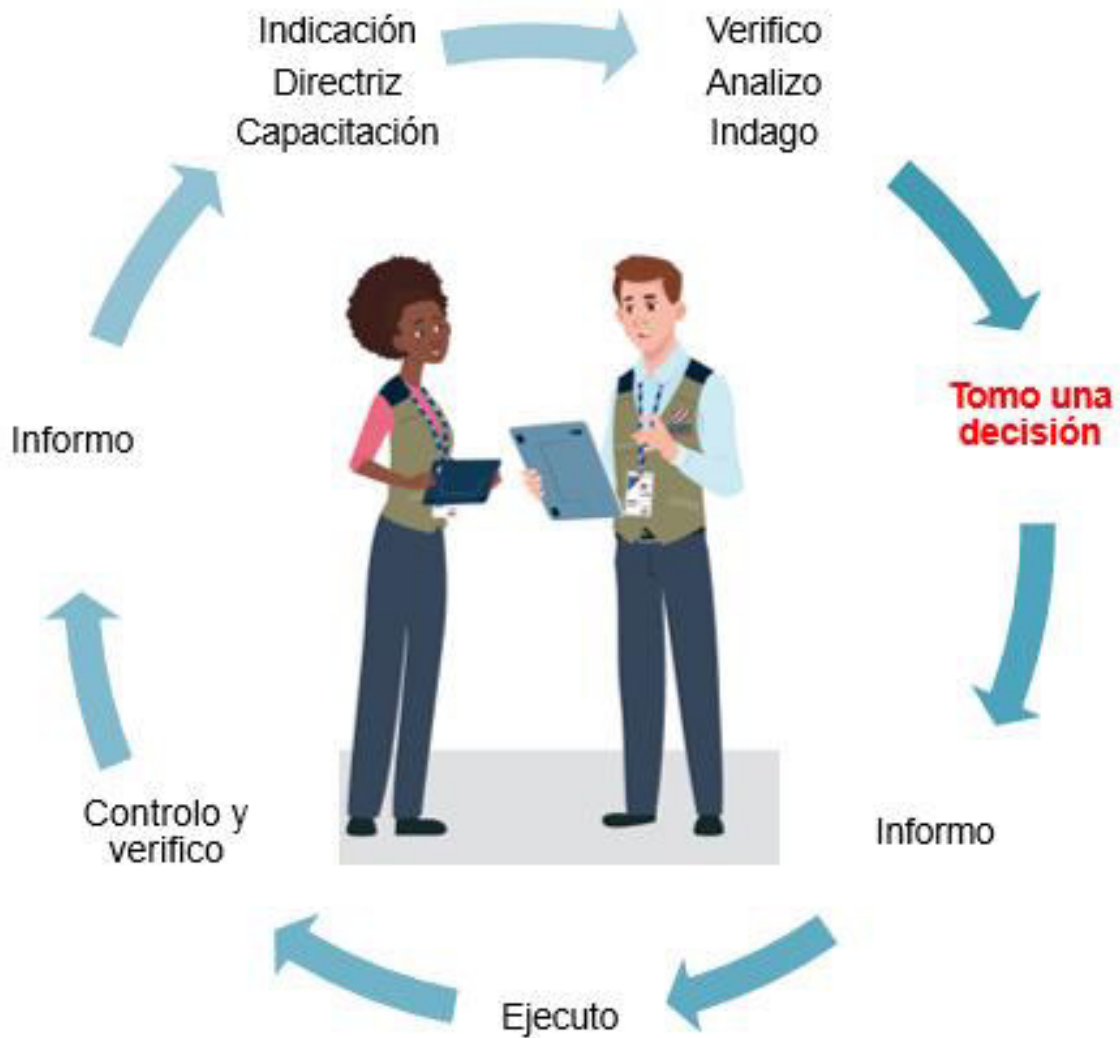 Indicación
Directriz
Capacitación
Verifico
Analizo
Indago
Tomo una
decisión
Informo
Ejecuto
Controlo y
verifico
Informo